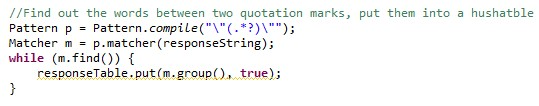 //Find out the words between two quotation marks, put them into a hushatble
Pattern p = Pattern.compile("\"(.*?)\"");
Matcher m = p.matcher(responseString);
while (m.find()) {
responseTable.put(m.group(), true);
}